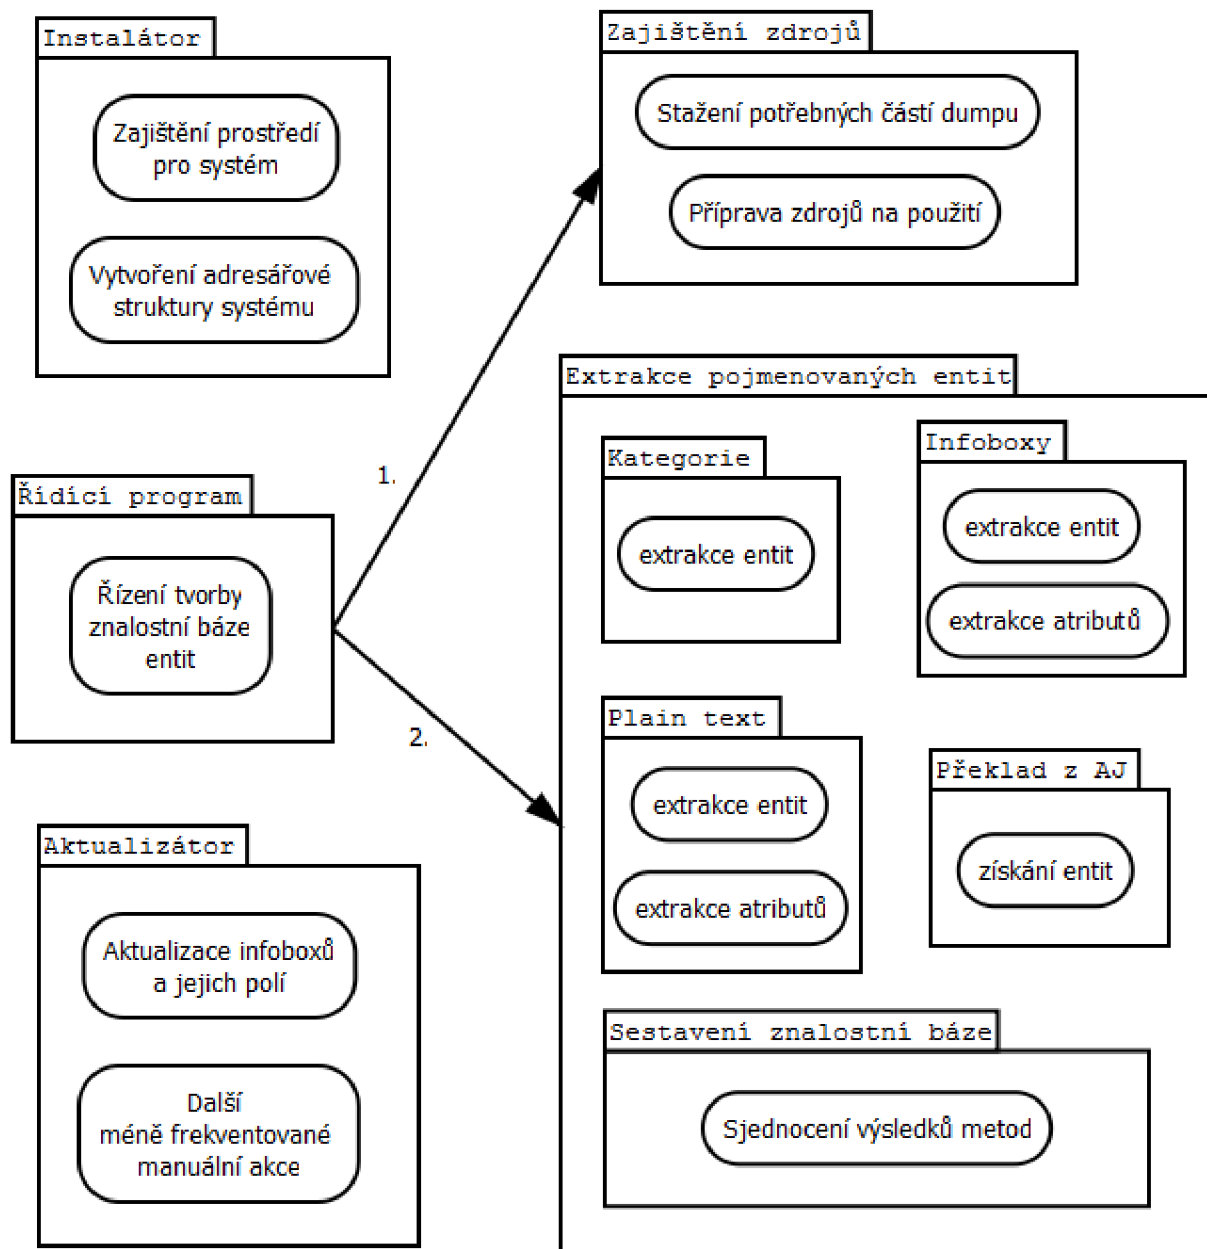 Instalátor
Zajištění prostředí
pro systém
Vytvoření adresářové
struktury systému
Zajištění zdrojů
Stažení potřebných částí dumpu
Příprava zdrojů na použití
1.
Řídící program
Řízení tvorby
znalostní báze
entit
2.
Aktualizátor
Aktualizace infoboxů
a jejich polí
Další
méně frekventované
manuální akce
Extrakce pojmenovaných entit
Kategorie
extrakce entit
Infoboxy
extrakce entit
extrakce atributů
Plain text
extrakce entit
extrakce atributů
Překlad z AJ
získání entit
Sestavení znalostní báze
Sjednocení výsledků metod